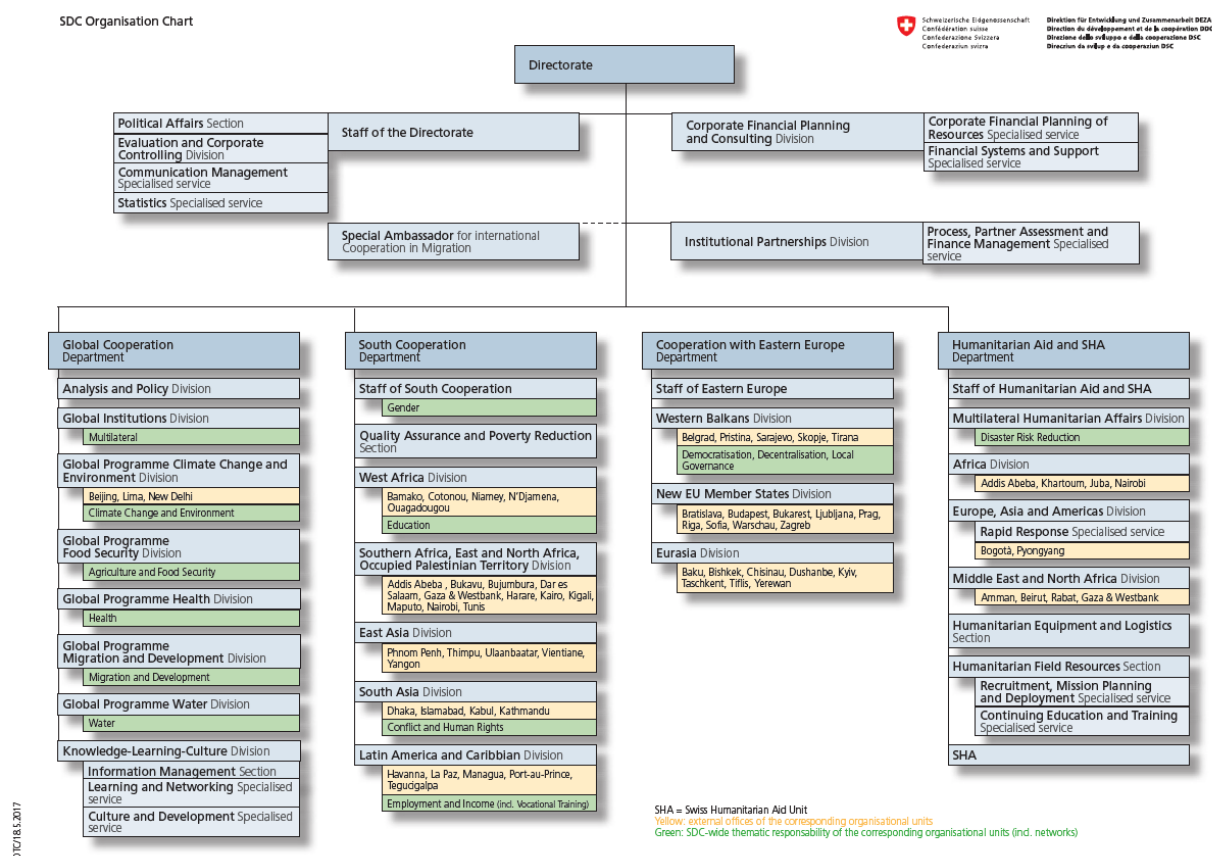 SDC Organisation Chart
Schweizerische Eidgenossenschaft
Confédération suisse
Confederazione Svizzera
Confederaziun svizra
Direktion für Entwicklung und Zusammenarbeit DEZA
Direction du développement et de la coopération DDC
Direzione dello sviluppo e della cooperazione DSC
Direcziun da svilup e da cooperaziun DSC
Directorate
Political Affairs Section
Evaluation and Corporate
Controlling Division
Communication Management
Specialised service
Statistics Specialised service
Staff of the Directorate
Corporate Financial Planning
and Consulting Division
Corporate Financial Planning of
Resources Specialised service
Financial Systems and Support
Specialised service
Special Ambassador for international
Cooperation in Migration
Institutional Partnerships Division
Process, Partner Assessment and
Finance Management Specialised
service
Global Cooperation
Department
Analysis and Policy Division
Global Institutions Division
Multilateral
Global Programme Climate Change and
Environment Division
Beijing, Lima, New Delhi
Climate Change and Environment
Global Programme
Food Security Division
Agriculture and Food Security
Global Programme Health Division
Health
Global Programme
Migration and Development Division
Migration and Development
Global Programme Water Division
Water
Knowledge-Learning-Culture Division
Information Management Section
Learning and Networking Specialised
service
Culture and Development Specialised
service
South Cooperation
Department
Staff of South Cooperation
Gender
Quality Assurance and Poverty Reduction
Section
West Africa Division
Bamako, Cotonou, Niamey, N'Djamena,
Ouagadougou
Education
Southern Africa, East and North Africa,
Occupied Palestinian Territory Division
Addis Abeba , Bukavu, Bujumbura, Dar es
Salaam, Gaza & Westbank, Harare, Kairo, Kigali,
Maputo, Nairobi, Tunis
East Asia Division
Phnom Penh, Thimpu, Ulaanbaatar, Vientiane,
Yangon
South Asia Division
Dhaka, Islamabad, Kabul, Kathmandu
Conflict and Human Rights
Latin America and Caribbian Division
Havanna, La Paz, Managua, Port-au-Prince,
Tegucigalpa
Employment and Income (incl. Vocational Training)
Cooperation with Eastern Europe
Department
Staff of Eastern Europe
Western Balkans Division
Belgrad, Pristina, Sarajevo, Skopje, Tirana
Democratisation, Decentralisation, Local
Governance
New EU Member States Division
Bratislava, Budapest, Bukarest, Ljubljana, Prag,
Riga, Sofia, Warschau, Zagreb
Eurasia Division
Baku, Bishkek, Chisinau, Dushanbe, Kyiv,
Taschkent, Tiflis, Yerewan
Humanitarian Aid and SHA
Department
Staff of Humanitarian Aid and SHA
Multilateral Humanitarian Affairs Division
Disaster Risk Reduction
Africa Division
Addis Abeba, Khartoum, Juba, Nairobi
Europe, Asia and Americas Division
Rapid Response Specialised service
Bogotà, Pyongyang
Middle East and North Africa Division
Amman, Beirut, Rabat, Gaza & Westbank
Humanitarian Equipment and Logistics
Section
Humanitarian Field Resources Section
Recruitment, Mission Planning
and Deployment Specialised service
Continuing Education and Training
Specialised service
SHA
SHA = Swiss Humanitarian Aid Unit
Yellow: external offices of the corresponding organisational units
Green: SDC-wide thematic responsability of the corresponding organisational units (incl. networks)